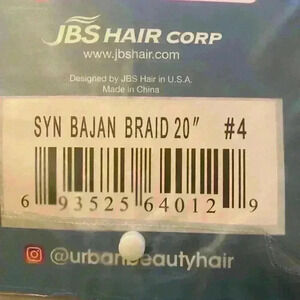 JBS HAIR CORP
www.jbshair.com
Designed by JBS Hair in U.S.A.
Made in China
SYN BAJAN BRAID 20" #4
6 93525 64012 9
@urbanbeautyhair